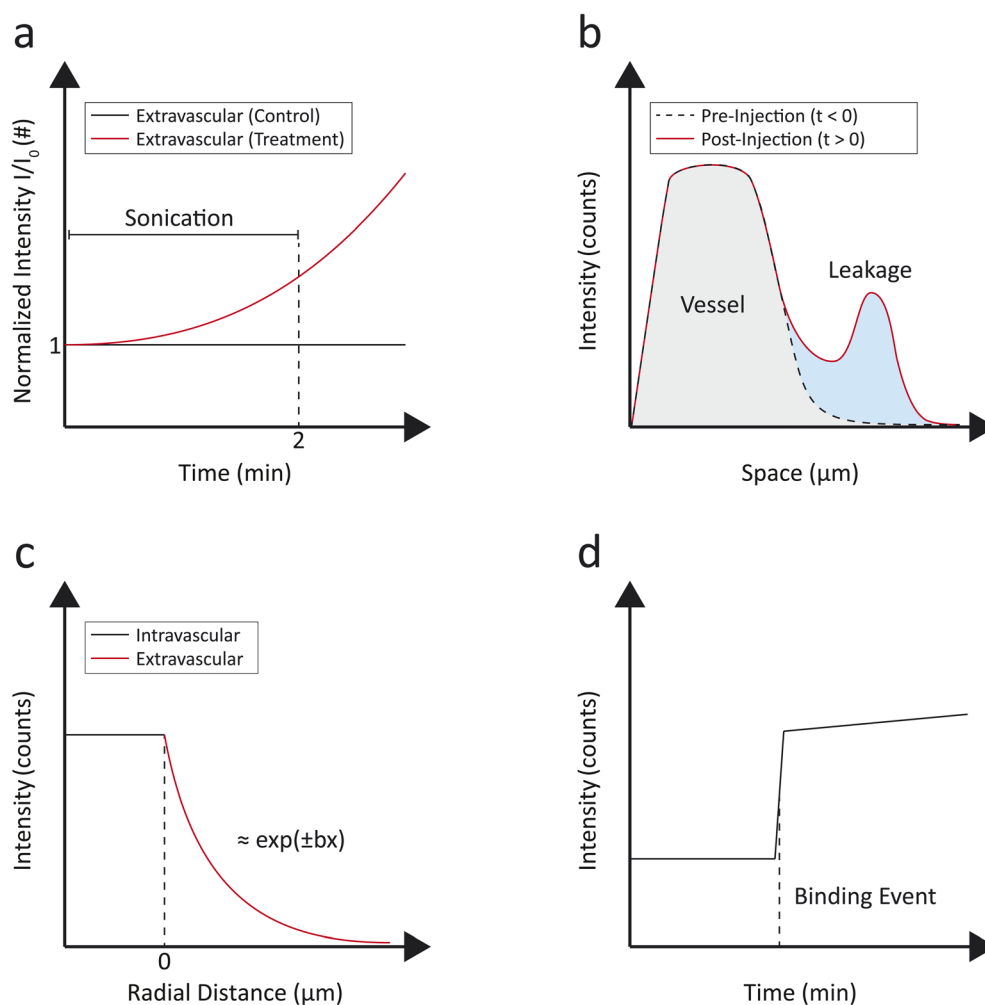 a
Normalized Intensity I/I₀ (#)
Extravascular (Control)
Extravascular (Treatment)
Sonication
1
2
Time (min)
b
Intensity (counts)
Pre-Injection (t < 0)
Post-Injection (t > 0)
Vessel
Leakage
Space (µm)
c
Intensity (counts)
Intravascular
Extravascular
≈ exp(±bx)
0
Radial Distance (µm)
d
Intensity (counts)
Binding Event
Time (min)